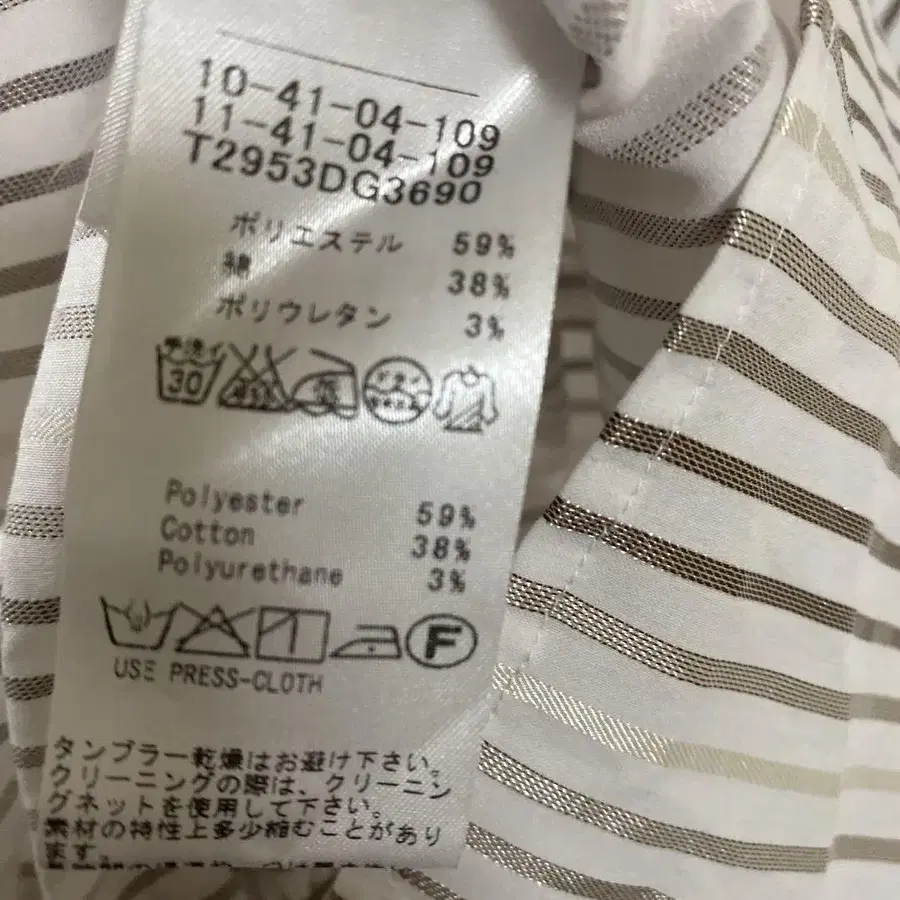 10-41-04-109
11-41-04-109
T2953DG3690
ポリエステル 59%
綿 38%
ポリウレタン 3%
手洗イ
30
Polyester 59%
Cotton 38%
Polyurethane 3%
F
USE PRESS-CLOTH
タンブラー乾燥はお避け下さい。
クリーニングの際は、クリーニン
グネットを使用して下さい。
素材の特性上多少縮むことがあり
ます。